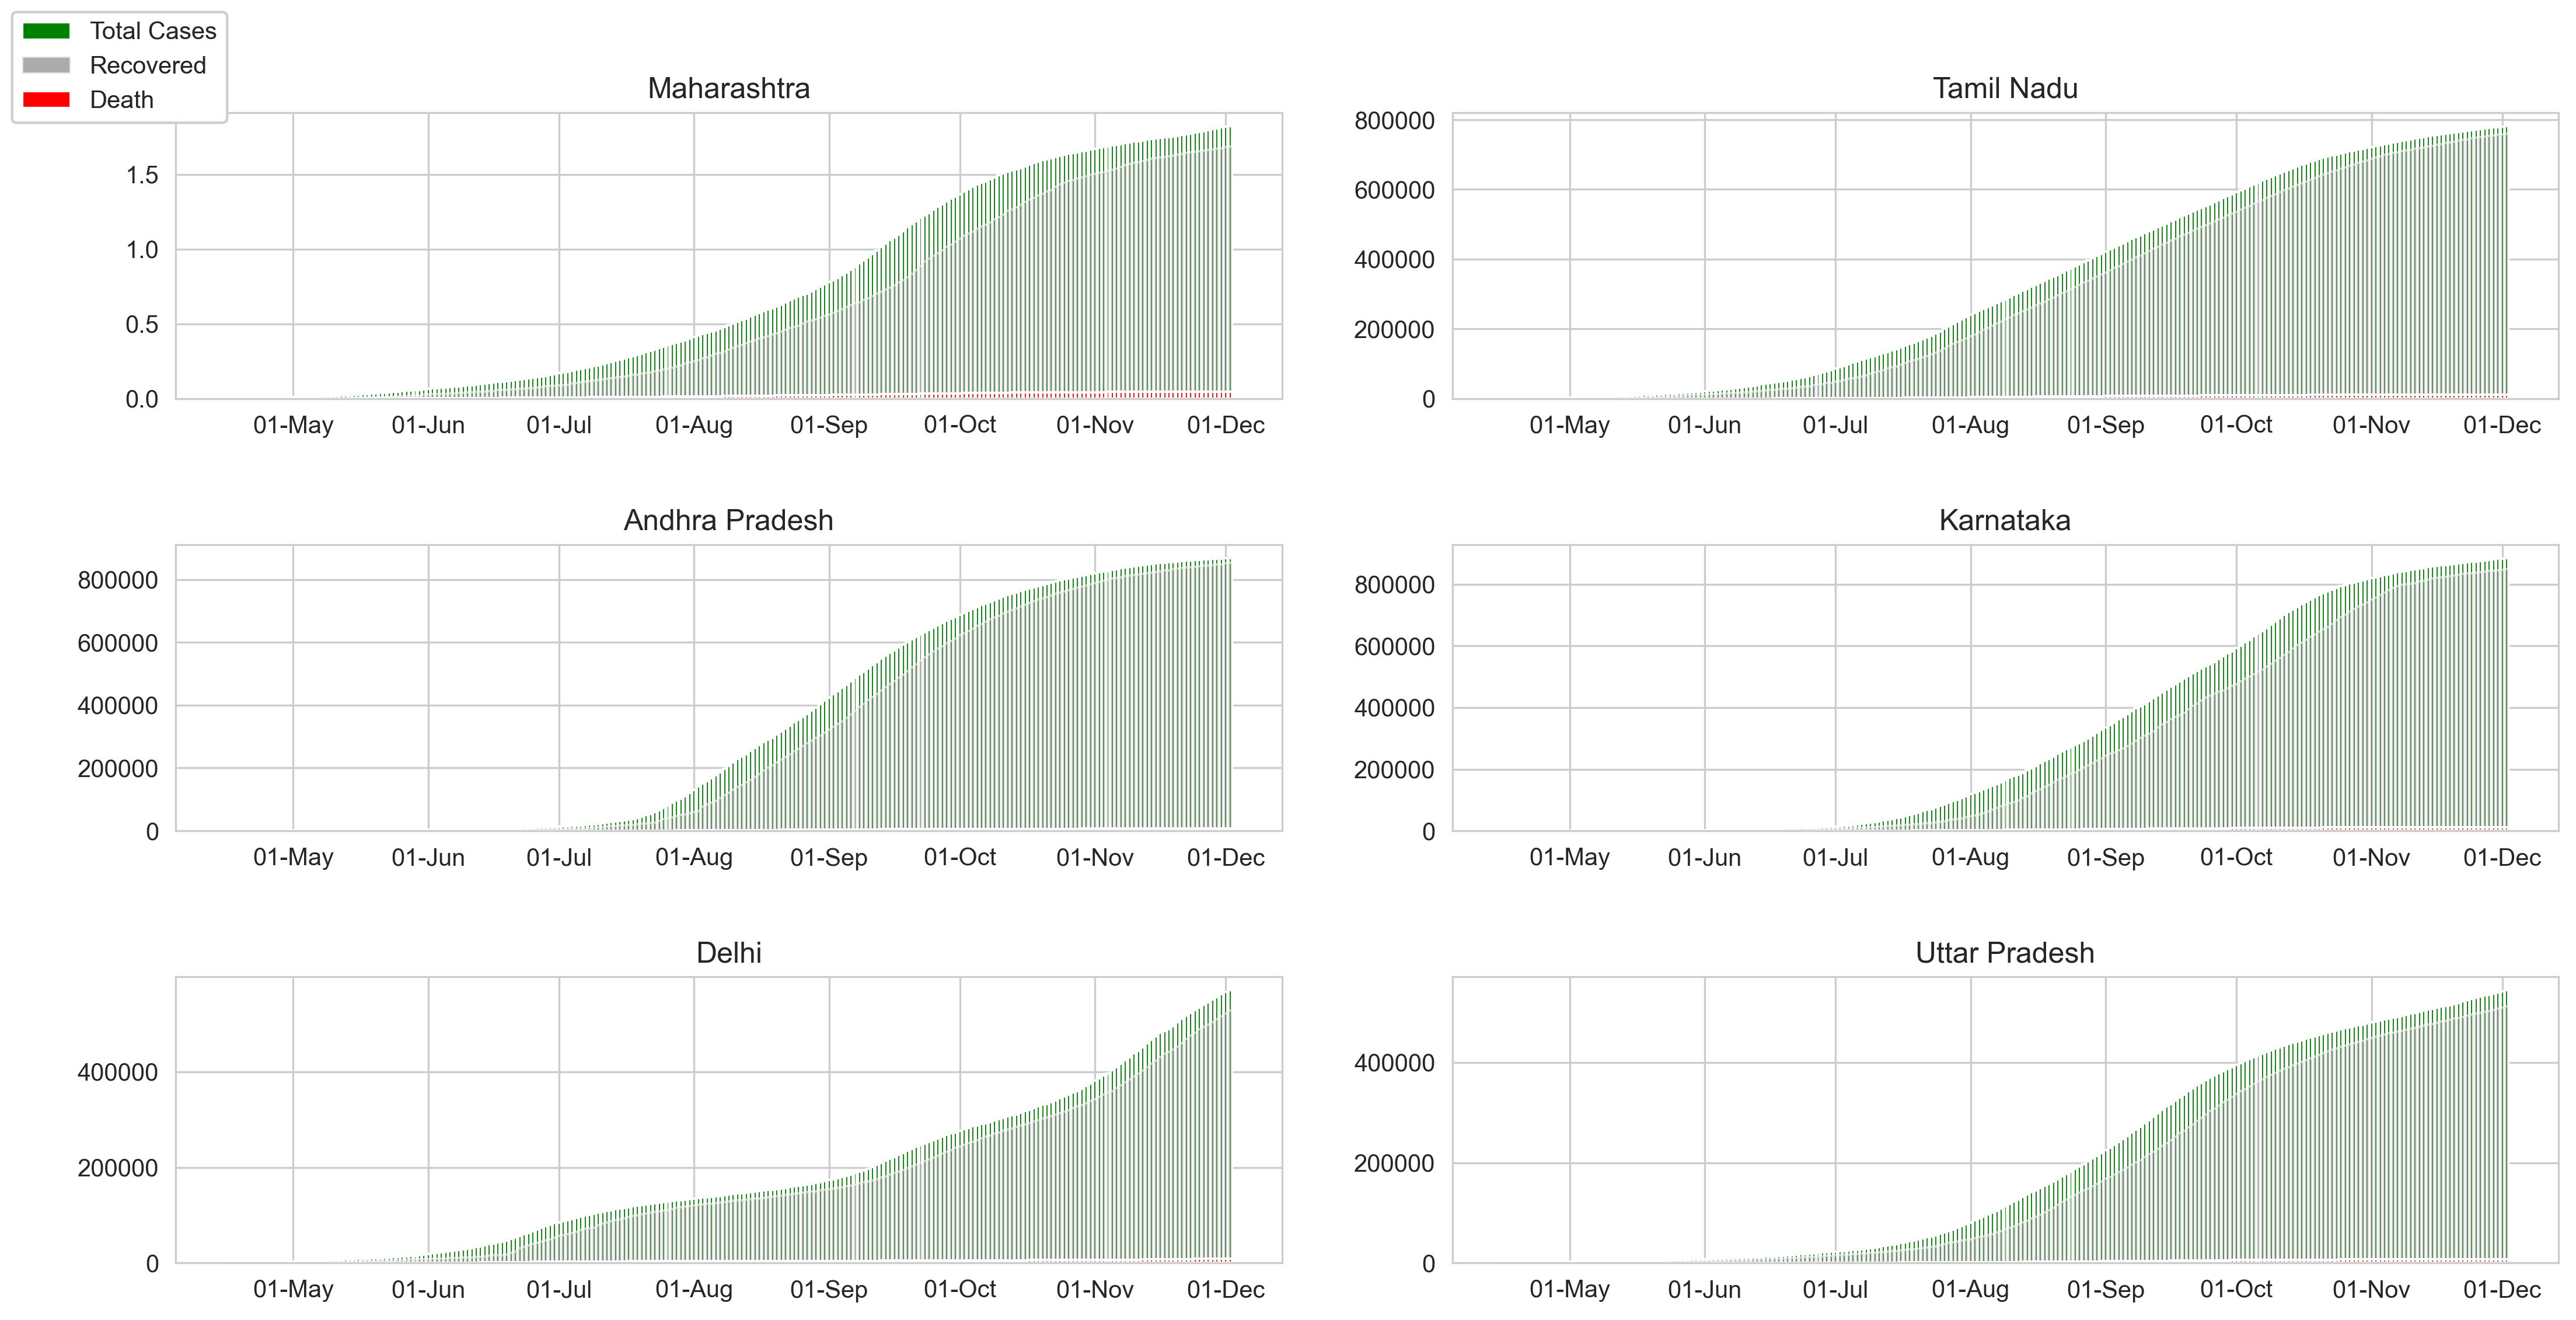 Total Cases
Recovered
Death
Maharashtra
1.5
1.0
0.5
0.0
01-May 01-Jun 01-Jul 01-Aug 01-Sep 01-Oct 01-Nov 01-Dec
Tamil Nadu
800000
600000
400000
200000
0
01-May 01-Jun 01-Jul 01-Aug 01-Sep 01-Oct 01-Nov 01-Dec
Andhra Pradesh
800000
600000
400000
200000
0
01-May 01-Jun 01-Jul 01-Aug 01-Sep 01-Oct 01-Nov 01-Dec
Karnataka
800000
600000
400000
200000
0
01-May 01-Jun 01-Jul 01-Aug 01-Sep 01-Oct 01-Nov 01-Dec
Delhi
400000
200000
0
01-May 01-Jun 01-Jul 01-Aug 01-Sep 01-Oct 01-Nov 01-Dec
Uttar Pradesh
400000
200000
0
01-May 01-Jun 01-Jul 01-Aug 01-Sep 01-Oct 01-Nov 01-Dec